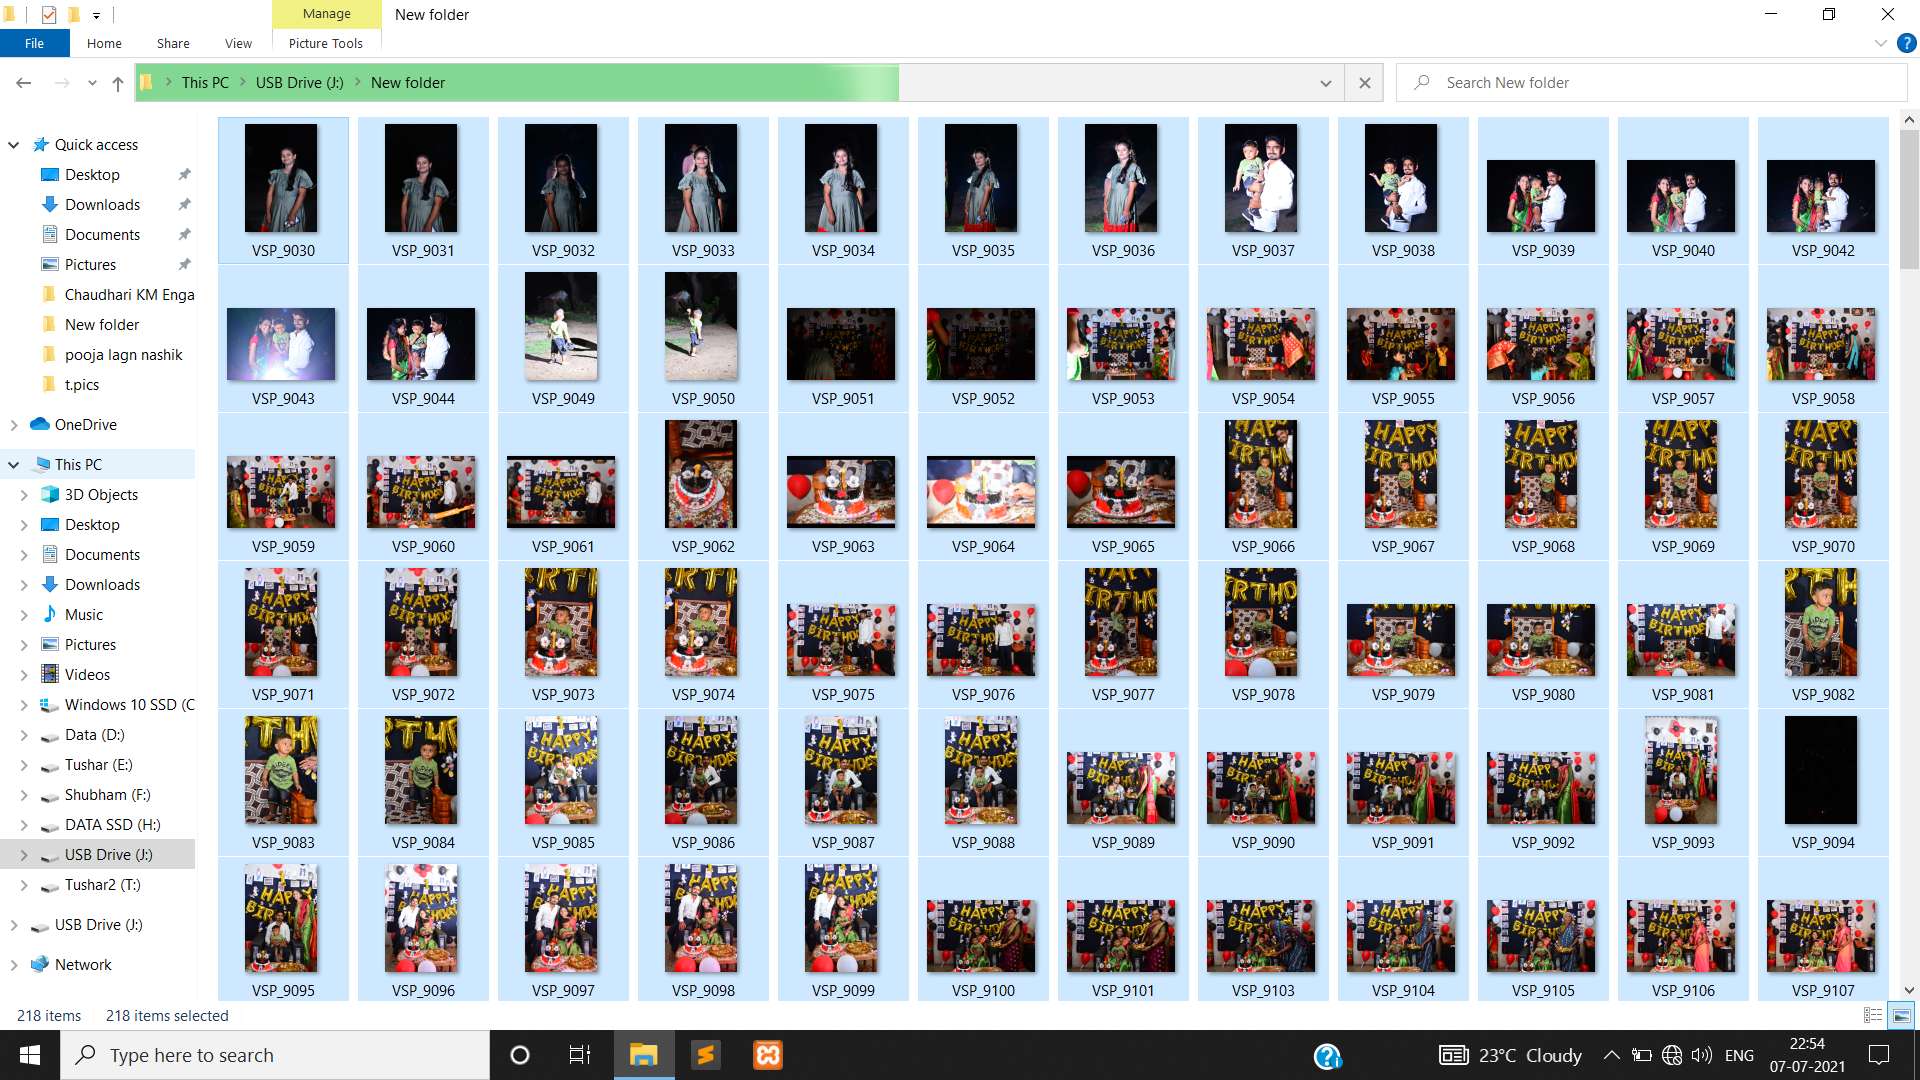 Manage
New folder
File
Home
Share
View
Picture Tools
This PC
USB Drive (J:)
New folder
Search New folder
Quick access
Desktop
Downloads
Documents
Pictures
Chaudhari KM Enga
New folder
pooja lagn nashik
t.pics
OneDrive
This PC
3D Objects
Desktop
Documents
Downloads
Music
Pictures
Videos
Windows 10 SSD (C
Data (D:)
Tushar (E:)
Shubham (F:)
DATA SSD (H:)
USB Drive (J:)
Tushar2 (T:)
USB Drive (J:)
Network
VSP_9030 VSP_9031 VSP_9032 VSP_9033 VSP_9034 VSP_9035 VSP_9036 VSP_9037 VSP_9038 VSP_9039 VSP_9040 VSP_9042
VSP_9043 VSP_9044 VSP_9049 VSP_9050 VSP_9051 VSP_9052 VSP_9053 VSP_9054 VSP_9055 VSP_9056 VSP_9057 VSP_9058
VSP_9059 VSP_9060 VSP_9061 VSP_9062 VSP_9063 VSP_9064 VSP_9065 VSP_9066 VSP_9067 VSP_9068 VSP_9069 VSP_9070
VSP_9071 VSP_9072 VSP_9073 VSP_9074 VSP_9075 VSP_9076 VSP_9077 VSP_9078 VSP_9079 VSP_9080 VSP_9081 VSP_9082
VSP_9083 VSP_9084 VSP_9085 VSP_9086 VSP_9087 VSP_9088 VSP_9089 VSP_9090 VSP_9091 VSP_9092 VSP_9093 VSP_9094
VSP_9095 VSP_9096 VSP_9097 VSP_9098 VSP_9099 VSP_9100 VSP_9101 VSP_9103 VSP_9104 VSP_9105 VSP_9106 VSP_9107
218 items
218 items selected
Type here to search
23°C Cloudy
ENG
22:54
07-07-2021